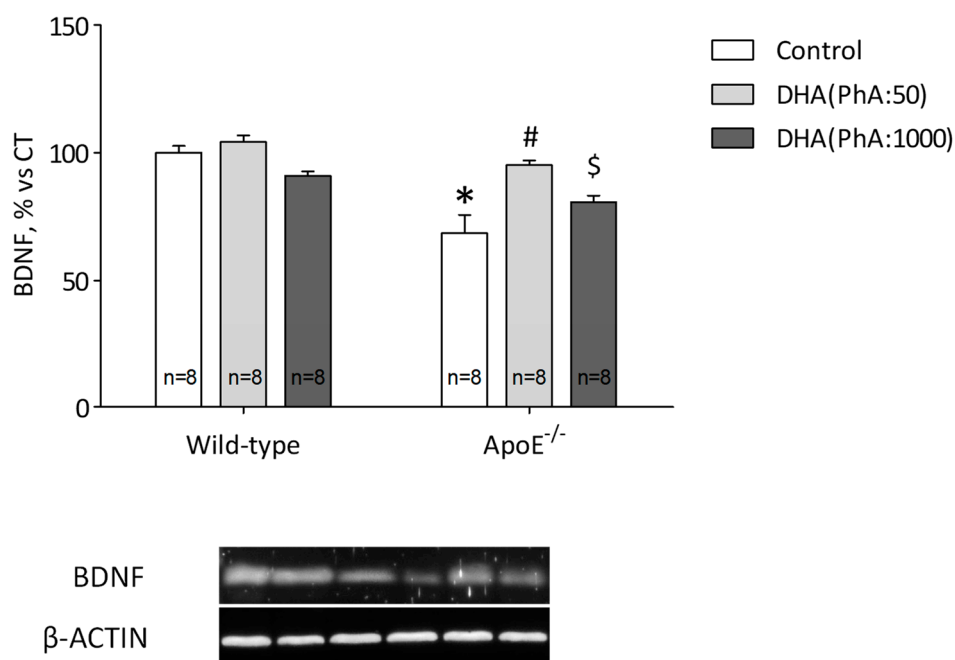 150
100
50
0
BDNF, % vs CT
Control
DHA(PhA:50)
DHA(PhA:1000)
*
#
$
n=8 n=8 n=8 n=8 n=8 n=8
Wild-type ApoE-/-
BDNF
β-ACTIN